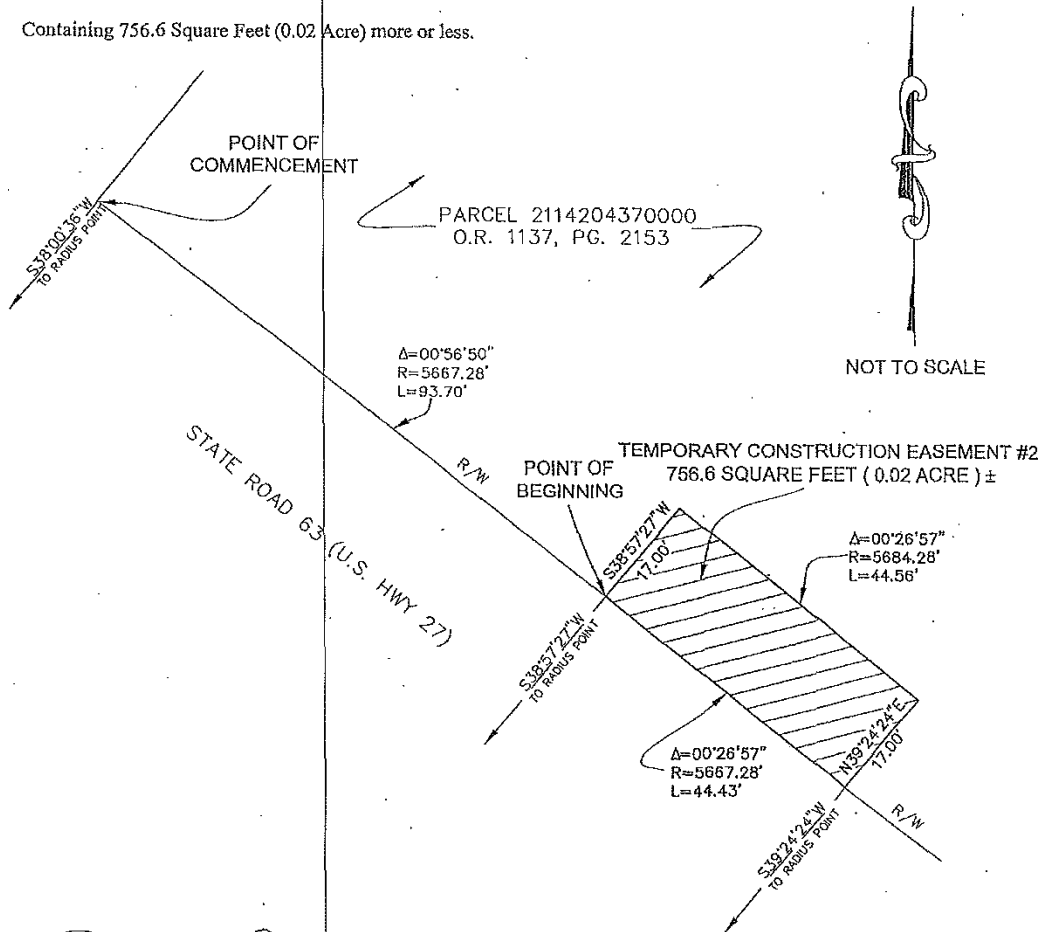 Containing 756.6 Square Feet (0.02 Acre) more or less.
POINT OF
COMMENCEMENT
S38°00'36"W
TO RADIUS POINT
PARCEL 2114204370000
O.R. 1137, PG. 2153
NOT TO SCALE
Δ=00°56'50"
R=5667.28'
L=93.70'
R/W
STATE ROAD 63 (U.S. HWY 27)
POINT OF
BEGINNING
TEMPORARY CONSTRUCTION EASEMENT #2
756.6 SQUARE FEET ( 0.02 ACRE ) ±
S38°57'27"W
17.00'
Δ=00°26'57"
R=5684.28'
L=44.56'
S38°57'27"W
TO RADIUS POINT
Δ=00°26'57"
R=5667.28'
L=44.43'
N39°24'24"E
17.00'
S39°24'24"W
TO RADIUS POINT
R/W